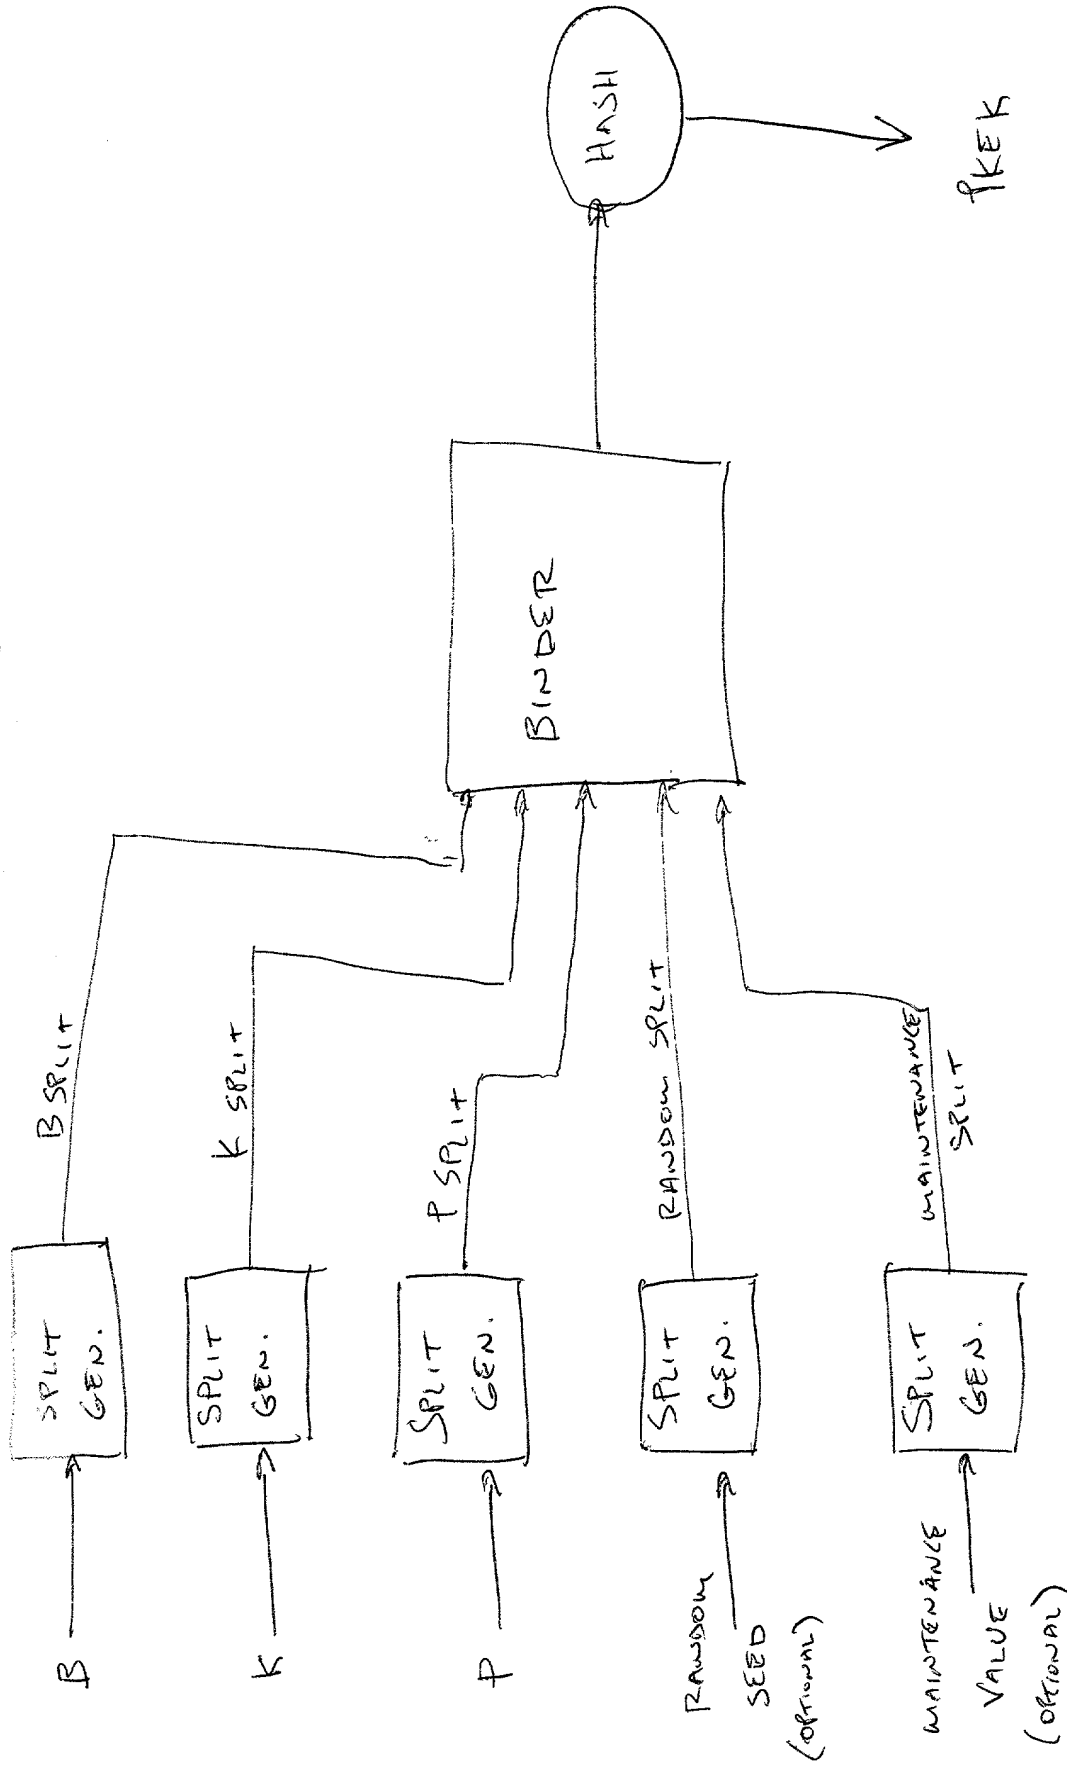 B
SPLIT
GEN.
B SPLIT
K
SPLIT
GEN.
K SPLIT
P
SPLIT
GEN.
P SPLIT
RANDOM
SEED
(OPTIONAL)
SPLIT
GEN.
RANDOM SPLIT
MAINTENANCE
VALUE
(OPTIONAL)
SPLIT
GEN.
MAINTENANCE
SPLIT
BINDER
HASH
PKEK